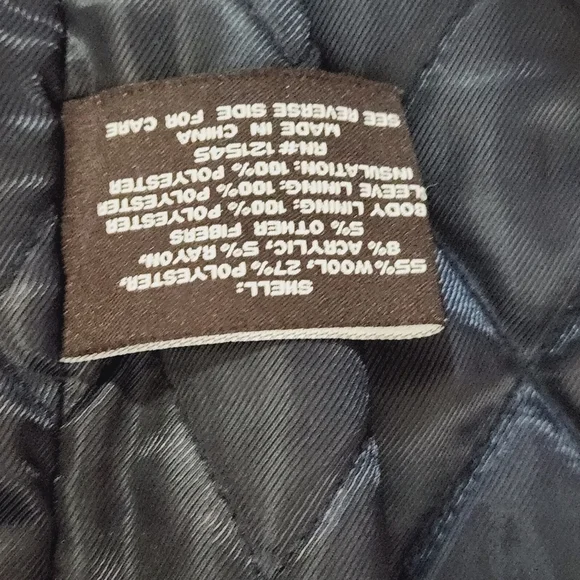 SHELL:
55% WOOL, 27% POLYESTER,
8% ACRYLIC, 5% RAYON,
5% OTHER FIBERS
BODY LINING: 100% POLYESTER
SLEEVE LINING: 100% POLYESTER
INSULATION: 100% POLYESTER
RN# 121545
MADE IN CHINA
SEE REVERSE SIDE FOR CARE